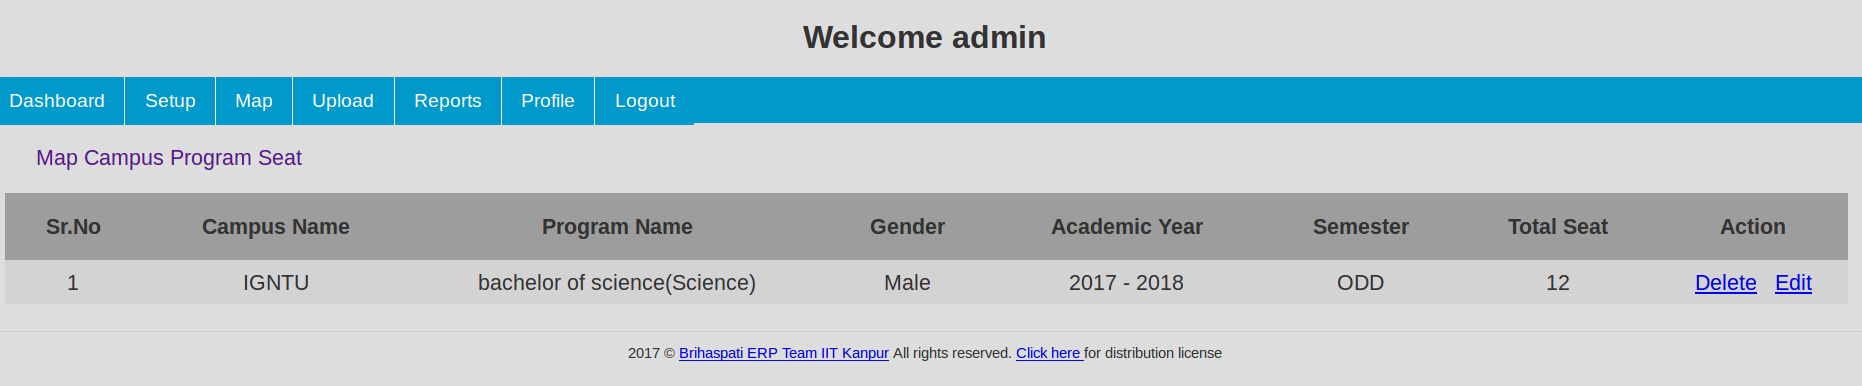 Welcome admin
Dashboard Setup Map Upload Reports Profile Logout
Map Campus Program Seat
Sr.No Campus Name Program Name Gender Academic Year Semester Total Seat Action
1 IGNTU bachelor of science(Science) Male 2017 - 2018 ODD 12 Delete Edit
2017 © Brihaspati ERP Team IIT Kanpur All rights reserved. Click here for distribution license